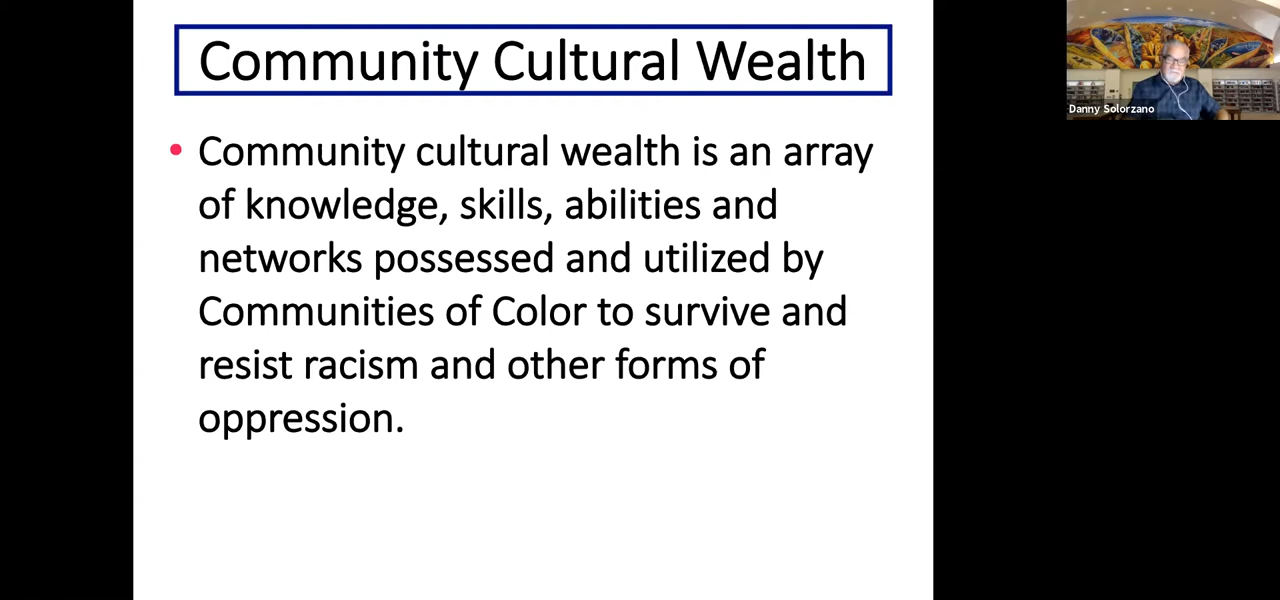 Community Cultural Wealth
• Community cultural wealth is an array
of knowledge, skills, abilities and
networks possessed and utilized by
Communities of Color to survive and
resist racism and other forms of
oppression.
Danny Solorzano